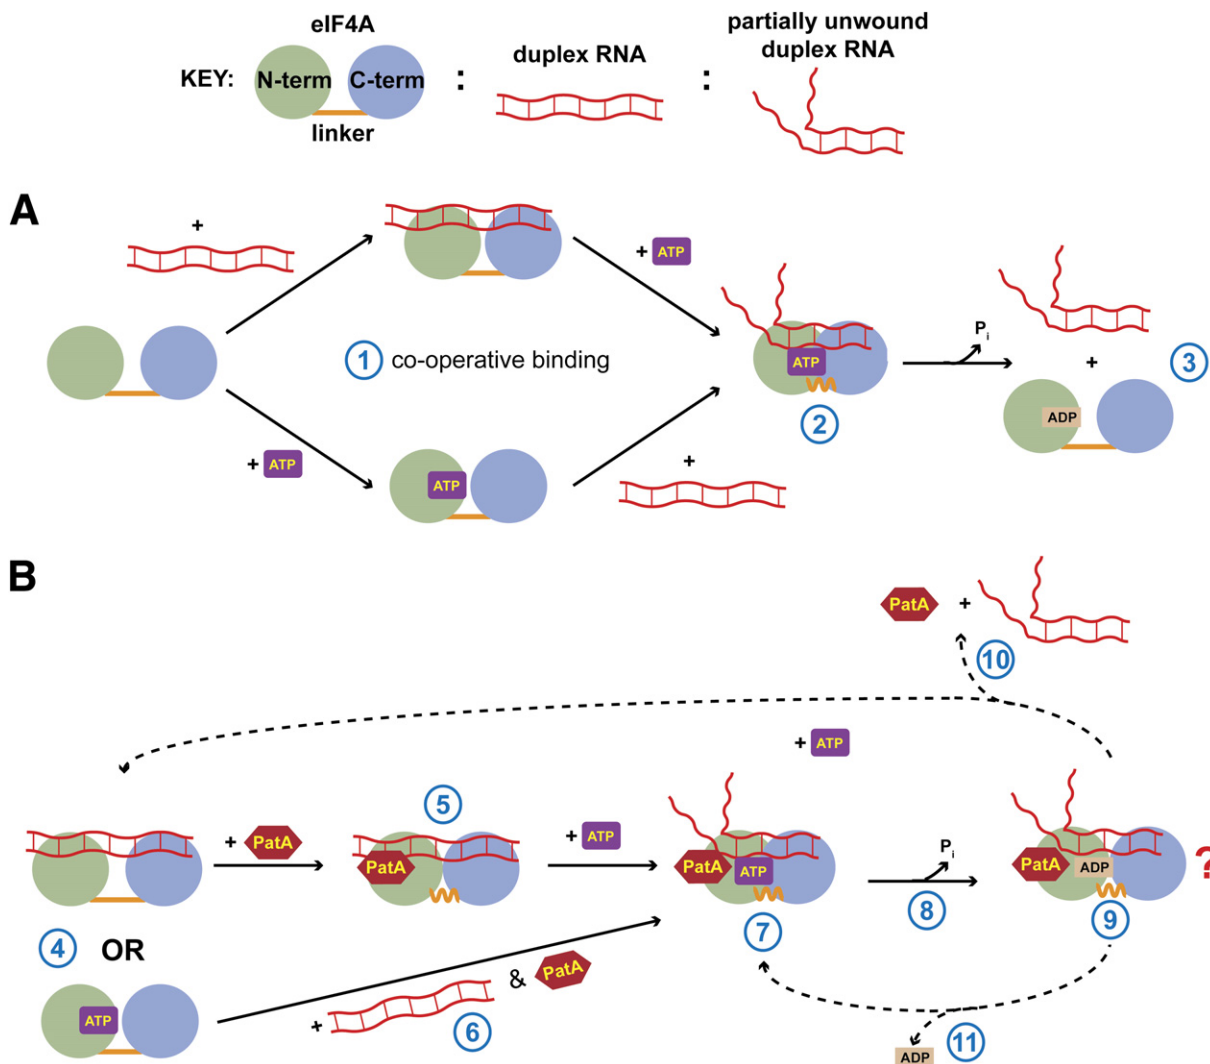 eIF4A
KEY: N-term C-term : duplex RNA : partially unwound
duplex RNA
linker
A
+
+ ATP
1 co-operative binding
ATP
2
Pi
+
3
ADP
+ ATP
ATP
+
B
PatA +
10
+ ATP
5
+ PatA
PatA
+ ATP
PatA
ATP
Pi
PatA
ADP
?
8
7
9
4 OR
ATP
+
& PatA
6
11
ADP